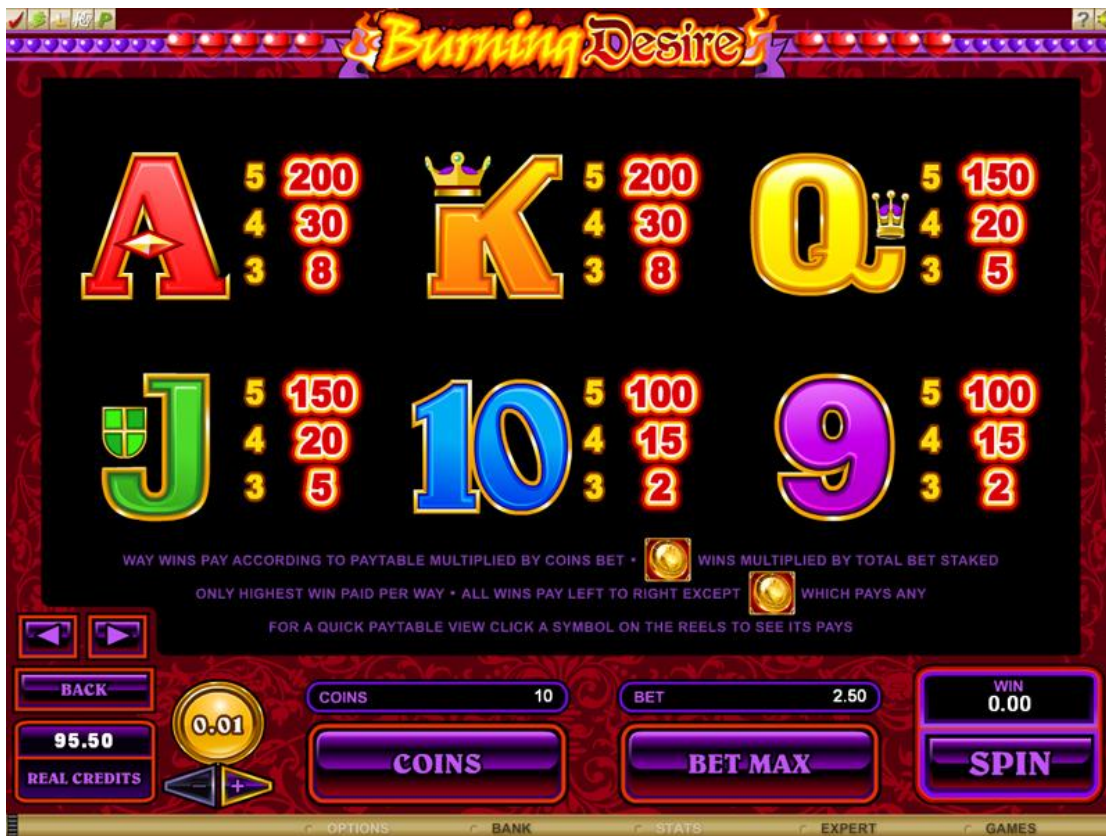 P ?
Burning Desire
A 5 200 K 5 200 Q 5 150
4 30 4 30 4 20
3 8 3 8 3 5
J 5 150 10 5 100 9 5 100
4 20 4 15 4 15
3 5 3 2 3 2
WAY WINS PAY ACCORDING TO PAYTABLE MULTIPLIED BY COINS BET • WINS MULTIPLIED BY TOTAL BET STAKED
ONLY HIGHEST WIN PAID PER WAY • ALL WINS PAY LEFT TO RIGHT EXCEPT WHICH PAYS ANY
FOR A QUICK PAYTABLE VIEW CLICK A SYMBOL ON THE REELS TO SEE ITS PAYS
BACK
95.50
REAL CREDITS
0.01
- +
COINS 10
COINS
BET 2.50
BET MAX
WIN
0.00
SPIN
OPTIONS BANK STATS EXPERT GAMES